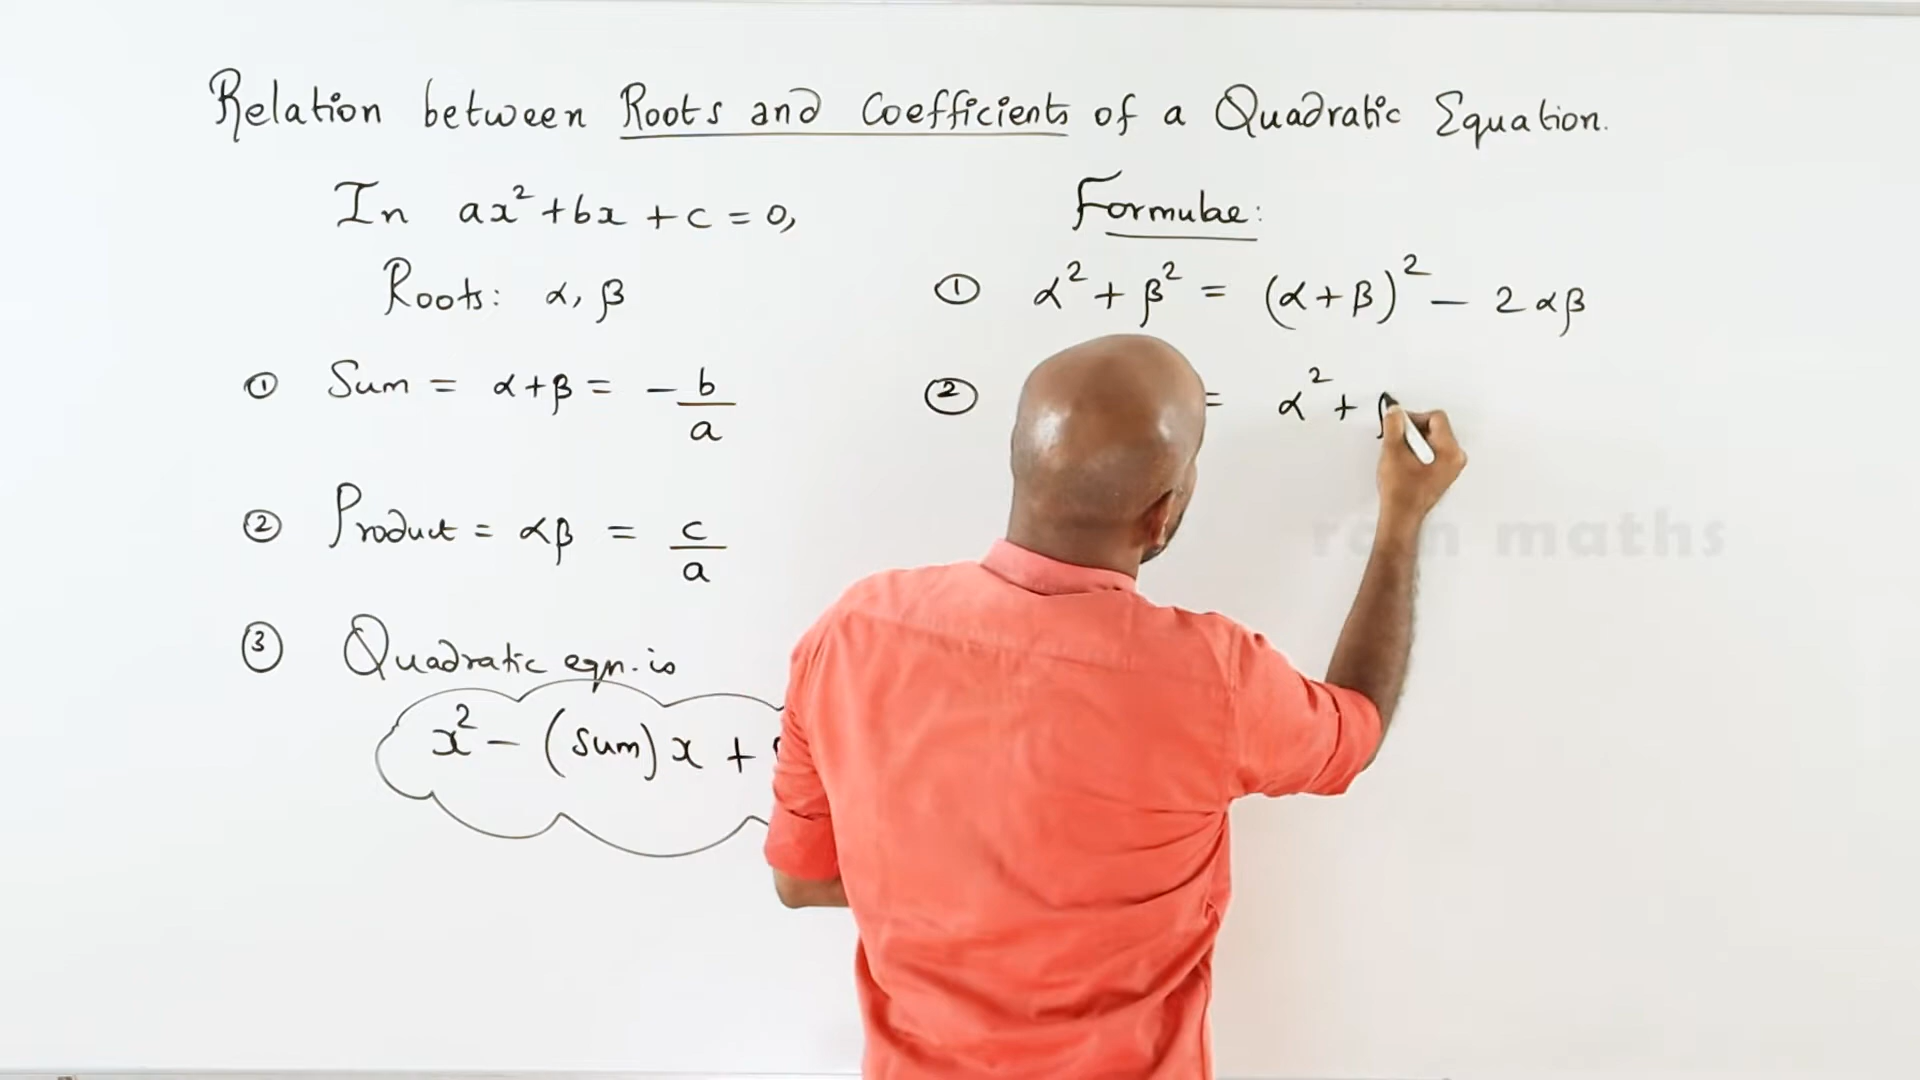 Relation between Roots and Coefficients of a Quadratic Equation.
In ax² + bx + c = 0,
Roots: α, β
① Sum = α + β = - b/a
② Product = αβ = c/a
③ Quadratic eqn. is
x² - (sum) x +
Formulae:
① α² + β² = (α + β)² - 2αβ
② = α² +
maths